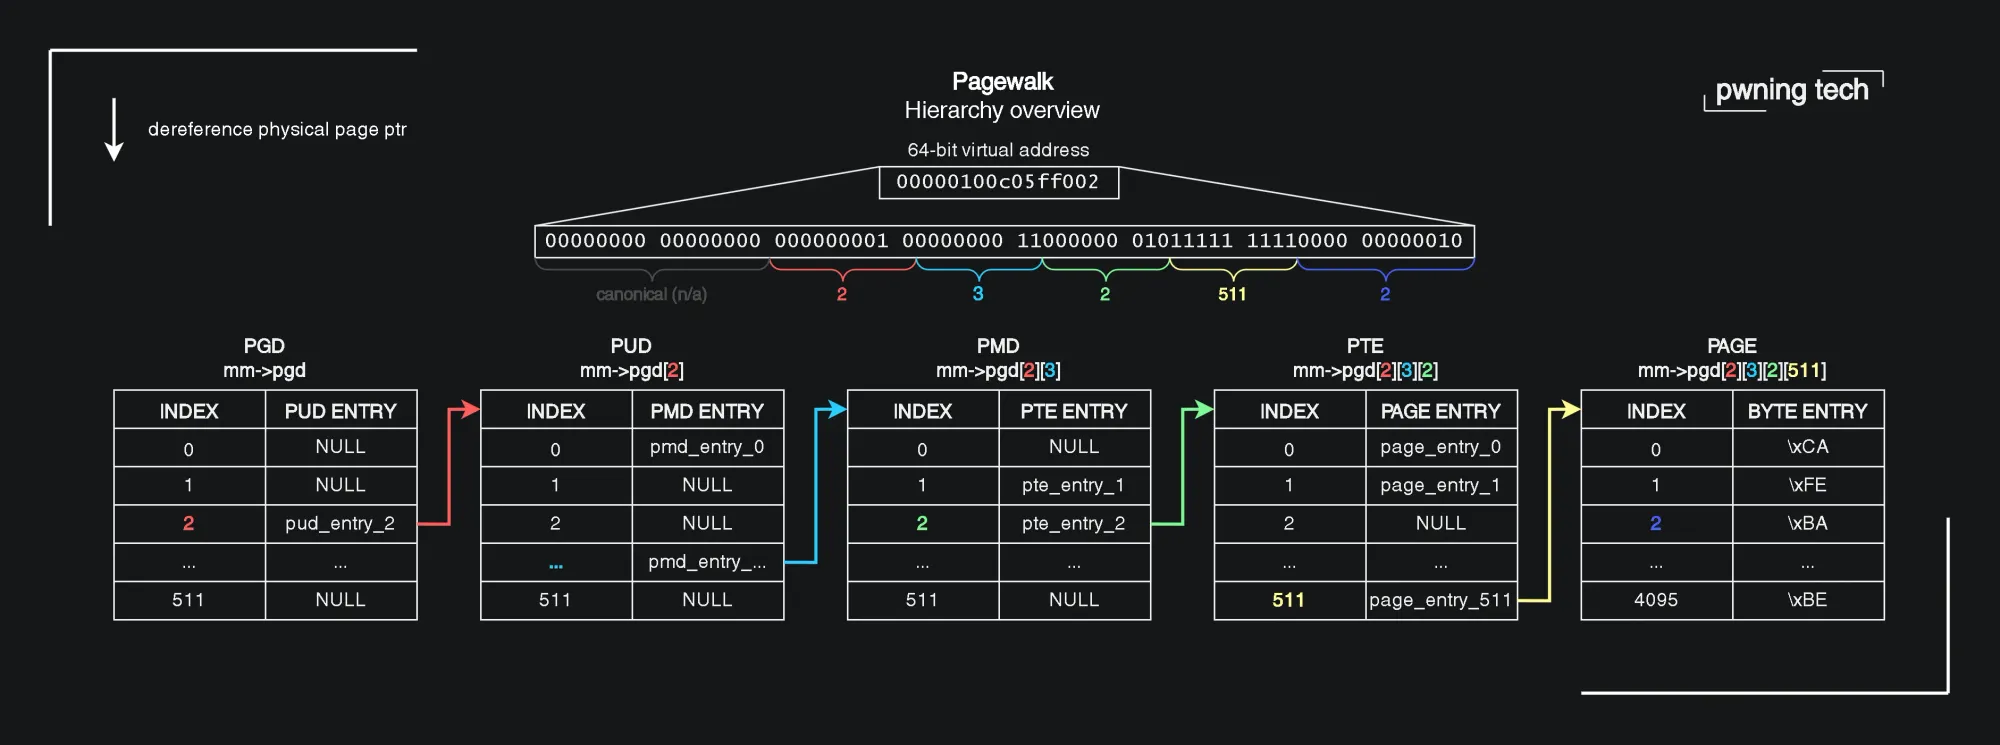 Pagewalk
Hierarchy overview
pwning tech
dereference physical page ptr
64-bit virtual address
00000100c05ff002
00000000 00000000 000000001 00000000 11000000 01011111 11110000 00000010
canonical (n/a) 2 3 2 511 2
PGD
mm->pgd
INDEX PUD ENTRY
0 NULL
1 NULL
2 pud_entry_2
... ...
511 NULL
PUD
mm->pgd[2]
INDEX PMD ENTRY
0 pmd_entry_0
1 NULL
2 NULL
... pmd_entry_...
511 NULL
PMD
mm->pgd[2][3]
INDEX PTE ENTRY
0 NULL
1 pte_entry_1
2 pte_entry_2
... ...
511 NULL
PTE
mm->pgd[2][3][2]
INDEX PAGE ENTRY
0 page_entry_0
1 page_entry_1
2 NULL
... ...
511 page_entry_511
PAGE
mm->pgd[2][3][2][511]
INDEX BYTE ENTRY
0 \xCA
1 \xFE
2 \xBA
... ...
4095 \xBE